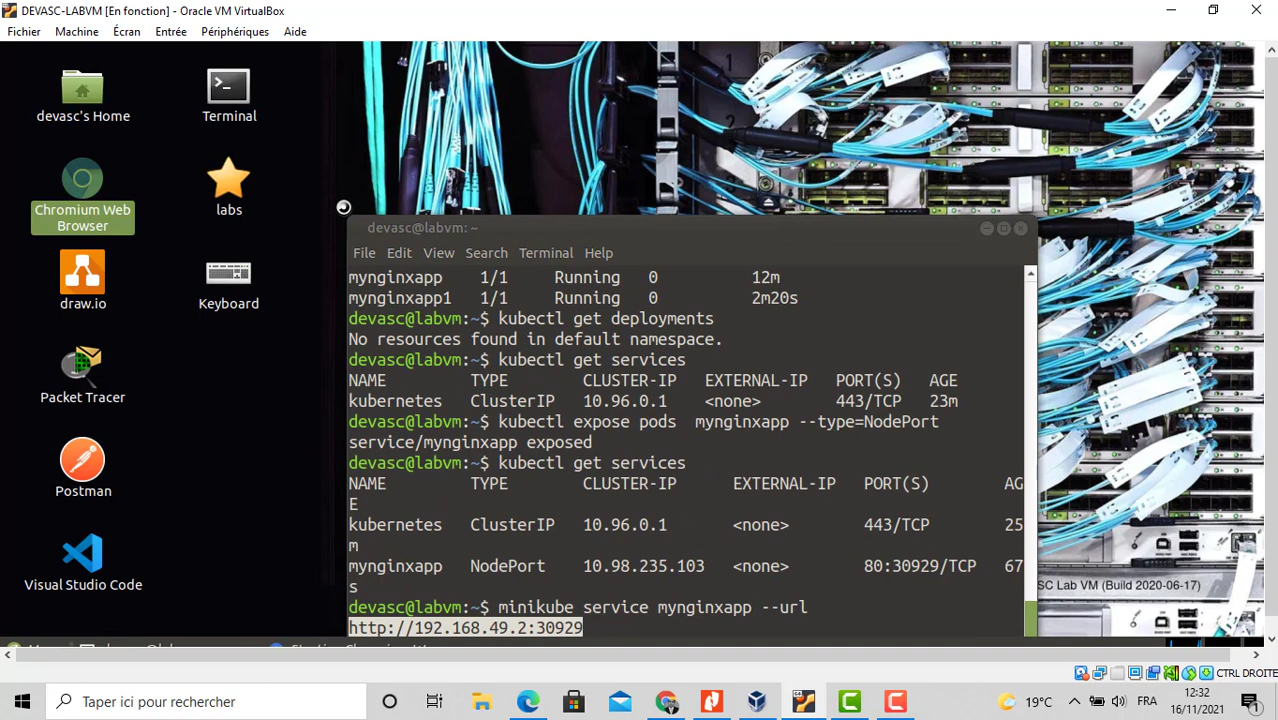 DEVASC-LABVM [En fonction] - Oracle VM VirtualBox
Fichier Machine Écran Entrée Périphériques Aide
devasc's Home
Terminal
Chromium Web
Browser
labs
draw.io
Keyboard
Packet Tracer
Postman
Visual Studio Code
devasc@labvm: ~
File Edit View Search Terminal Help
mynginxapp 1/1 Running 0 12m
mynginxapp1 1/1 Running 0 2m20s
devasc@labvm:~$ kubectl get deployments
No resources found in default namespace.
devasc@labvm:~$ kubectl get services
NAME TYPE CLUSTER-IP EXTERNAL-IP PORT(S) AGE
kubernetes ClusterIP 10.96.0.1 <none> 443/TCP 23m
devasc@labvm:~$ kubectl expose pods mynginxapp --type=NodePort
service/mynginxapp exposed
devasc@labvm:~$ kubectl get services
NAME TYPE CLUSTER-IP EXTERNAL-IP PORT(S) AG
E
kubernetes ClusterIP 10.96.0.1 <none> 443/TCP 25
m
mynginxapp NodePort 10.98.235.103 <none> 80:30929/TCP 67
s
devasc@labvm:~$ minikube service mynginxapp --url
http://192.168.49.2:30929
SC Lab VM (Build 2020-06-17)
CTRL DROITE
Taper ici pour rechercher
19°C
FRA
12:32
16/11/2021